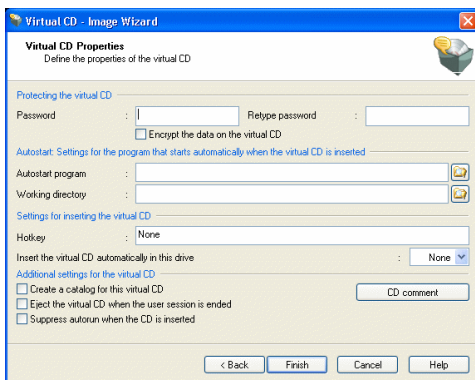 Virtual CD - Image Wizard
Virtual CD Properties
Define the properties of the virtual CD
Protecting the virtual CD
Password : Retype password :
Encrypt the data on the virtual CD
Autostart: Settings for the program that starts automatically when the virtual CD is inserted
Autostart program :
Working directory :
Settings for inserting the virtual CD
Hotkey : None
Insert the virtual CD automatically in this drive : None
Additional settings for the virtual CD
Create a catalog for this virtual CD
CD comment
Eject the virtual CD when the user session is ended
Suppress autorun when the CD is inserted
< Back Finish Cancel Help